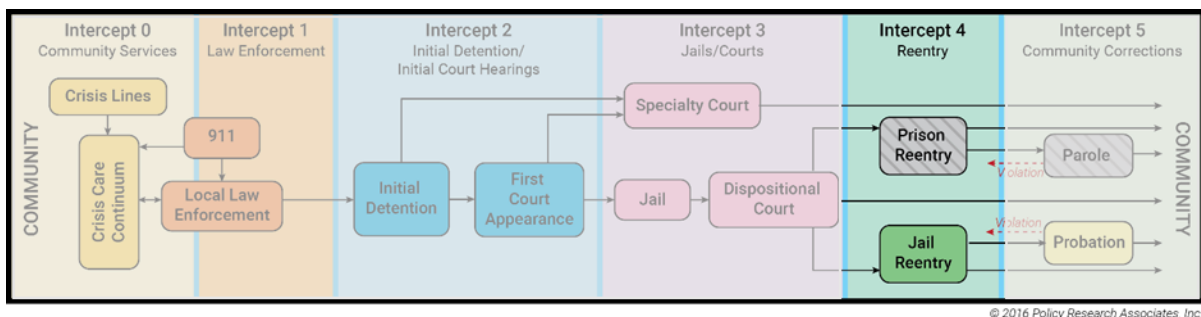 Intercept 0
Community Services
Intercept 1
Law Enforcement
Intercept 2
Initial Detention/
Initial Court Hearings
Intercept 3
Jails/Courts
Intercept 4
Reentry
Intercept 5
Community Corrections
COMMUNITY
Crisis Lines
Crisis Care
Continuum
911
Local Law
Enforcement
Initial
Detention
First
Court
Appearance
Specialty Court
Jail
Dispositional
Court
Prison
Reentry
Violation
Parole
Jail
Reentry
Violation
Probation
COMMUNITY
© 2016 Policy Research Associates, Inc